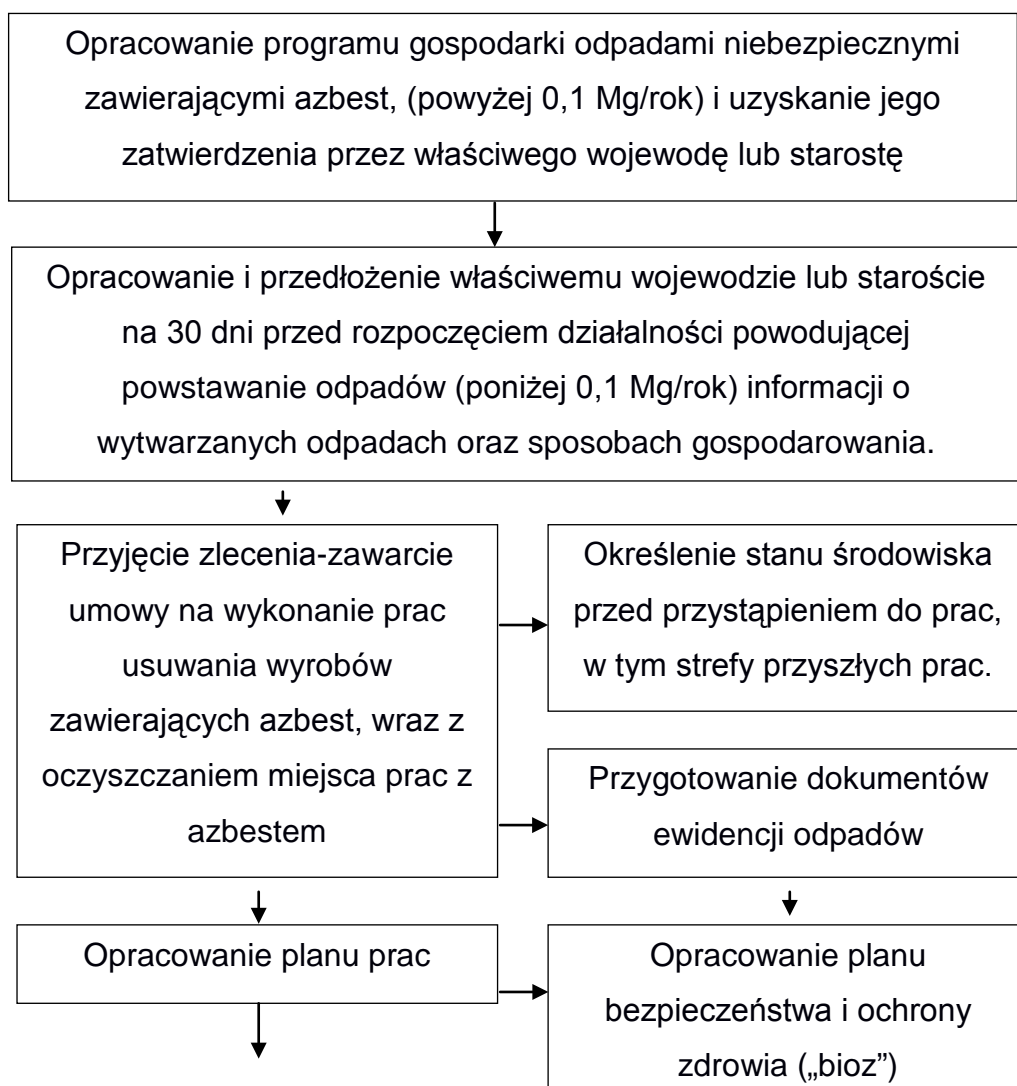 Opracowanie programu gospodarki odpadami niebezpiecznymi
zawierającymi azbest, (powyżej 0,1 Mg/rok) i uzyskanie jego
zatwierdzenia przez właściwego wojewodę lub starostę
Opracowanie i przedłożenie właściwemu wojewodzie lub staroście
na 30 dni przed rozpoczęciem działalności powodującej
powstawanie odpadów (poniżej 0,1 Mg/rok) informacji o
wytwarzanych odpadach oraz sposobach gospodarowania.
Przyjęcie zlecenia-zawarcie
umowy na wykonanie prac
usuwania wyrobów
zawierających azbest, wraz z
oczyszczaniem miejsca prac z
azbestem
Określenie stanu środowiska
przed przystąpieniem do prac,
w tym strefy przyszłych prac.
Przygotowanie dokumentów
ewidencji odpadów
Opracowanie planu prac
Opracowanie planu
bezpieczeństwa i ochrony
zdrowia („bioz”)